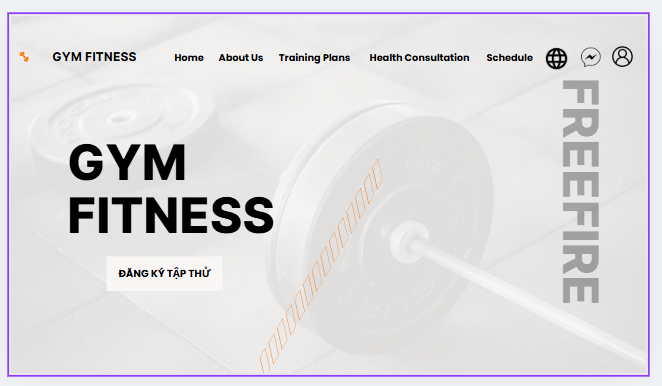 GYM FITNESS
Home
About Us
Training Plans
Health Consultation
Schedule
GYM
FITNESS
ĐĂNG KÝ TẬP THỬ
FREEFIRE